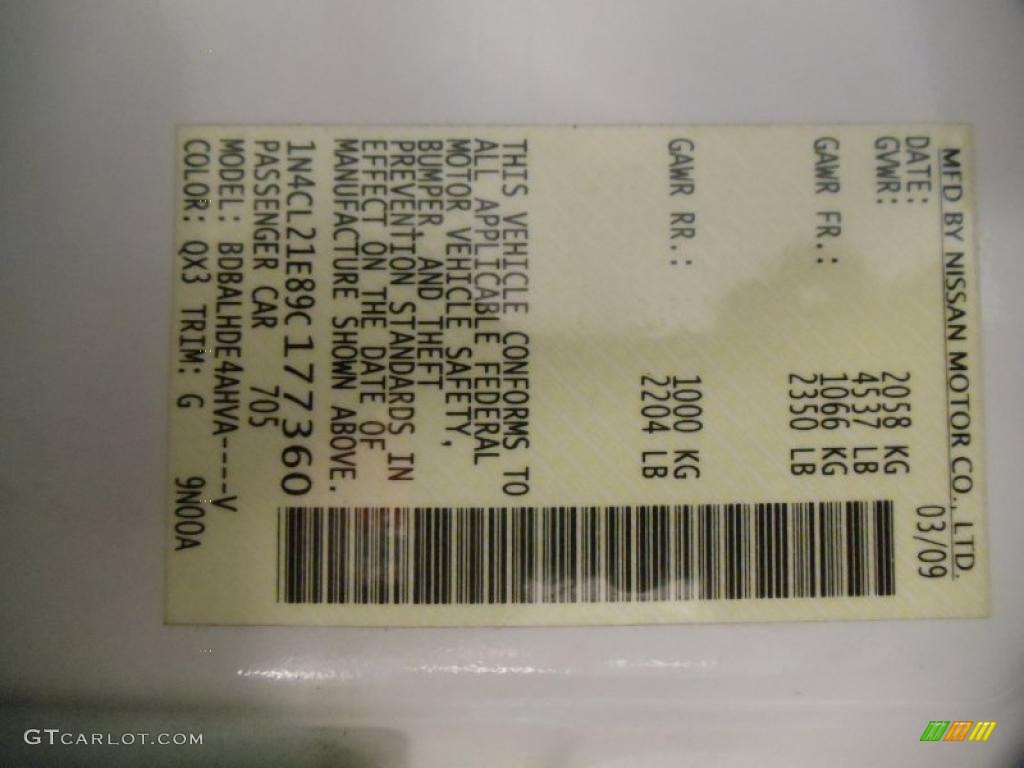 MFD BY NISSAN MOTOR CO., LTD.
DATE: 03/09
GVWR: 2058 KG
4537 LB
GAWR FR.: 1066 KG
2350 LB
GAWR RR.: 1000 KG
2204 LB
THIS VEHICLE CONFORMS TO
ALL APPLICABLE FEDERAL
MOTOR VEHICLE SAFETY,
BUMPER, AND THEFT
PREVENTION STANDARDS IN
EFFECT ON THE DATE OF
MANUFACTURE SHOWN ABOVE.
1N4CL21E89C177360
PASSENGER CAR 705
MODEL: BDBALHDE4AHVA----V
COLOR: QX3 TRIM: G 9N00A
GTCARLOT.COM